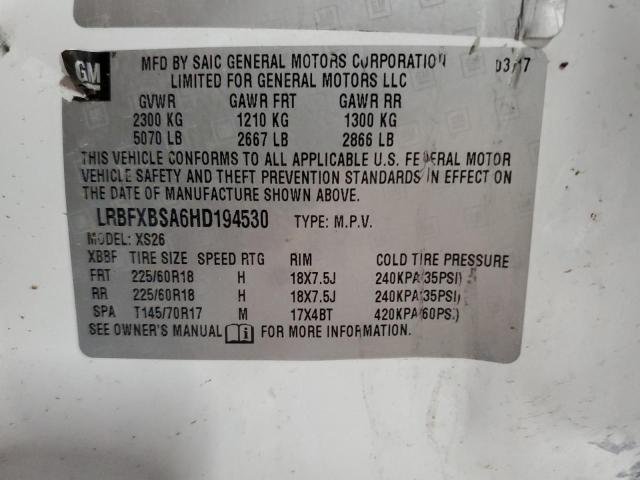 GM
MFD BY SAIC GENERAL MOTORS CORPORATION 03/17
LIMITED FOR GENERAL MOTORS LLC
GVWR GAWR FRT GAWR RR
2300 KG 1210 KG 1300 KG
5070 LB 2667 LB 2866 LB
THIS VEHICLE CONFORMS TO ALL APPLICABLE U.S. FEDERAL MOTOR
VEHICLE SAFETY AND THEFT PREVENTION STANDARDS IN EFFECT ON
THE DATE OF MANUFACTURE SHOWN ABOVE.
LRBFXBSA6HD194530 TYPE: M.P.V.
MODEL: XS26
XBBF TIRE SIZE SPEED RTG RIM COLD TIRE PRESSURE
FRT 225/60R18 H 18X7.5J 240KPA(35PSI)
RR 225/60R18 H 18X7.5J 240KPA(35PSI)
SPA T145/70R17 M 17X4BT 420KPA(60PSI)
SEE OWNER'S MANUAL FOR MORE INFORMATION.